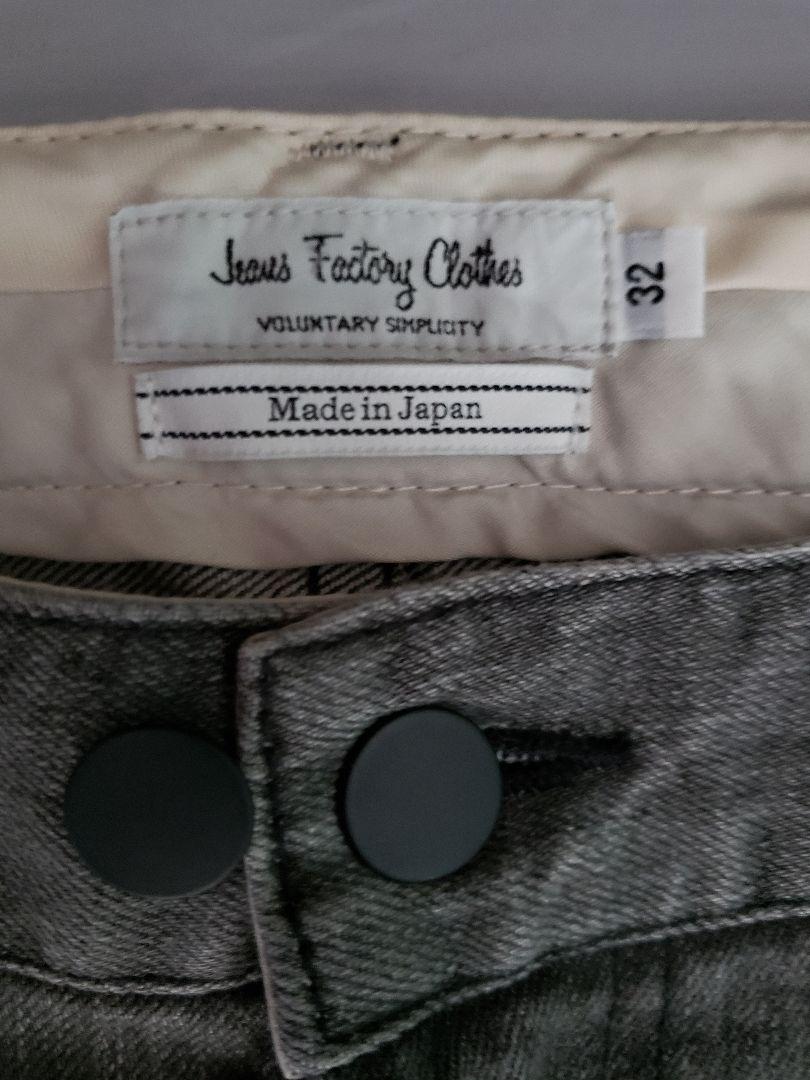 Jeans Factory Clothes
VOLUNTARY SIMPLICITY
32
Made in Japan